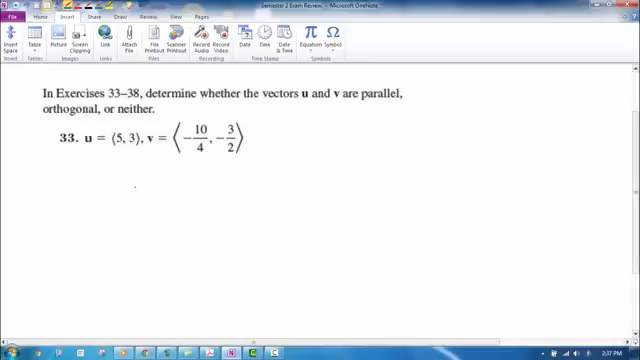 Semester 2 Exam Review - Microsoft OneNote
File Home Insert Share Draw Review View Pages
Insert Space Table Picture Screen Clipping Link Attach File File Printout Scanner Printout Record Audio Record Video Date Time Date & Time Equation Symbol
Insert Tables Images Links Files Recording Time Stamp Symbols
In Exercises 33–38, determine whether the vectors u and v are parallel,
orthogonal, or neither.
33. u = ⟨5, 3⟩, v = ⟨−10/4, −3/2⟩
2:37 PM